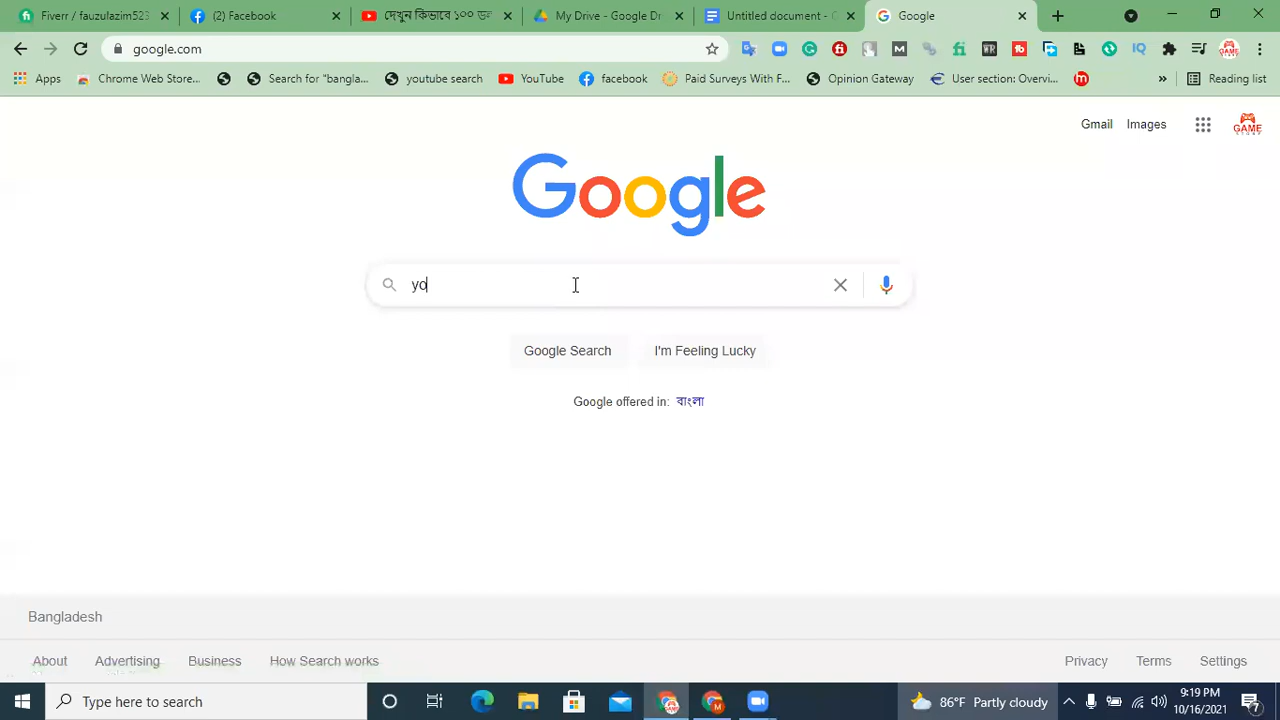 Fiverr / fauzulazim523
(2) Facebook
দেখুন কিভাবে ১০০ ডল
My Drive - Google Dr
Untitled document - G
Google
google.com
Apps
Chrome Web Store...
Search for "bangla...
youtube search
YouTube
facebook
Paid Surveys With F...
Opinion Gateway
User section: Overvi...
»
Reading list
Gmail
Images
GAME
Google
yo
Google Search
I'm Feeling Lucky
Google offered in: বাংলা
Bangladesh
About
Advertising
Business
How Search works
Privacy
Terms
Settings
Type here to search
86°F Partly cloudy
9:19 PM
10/16/2021
7